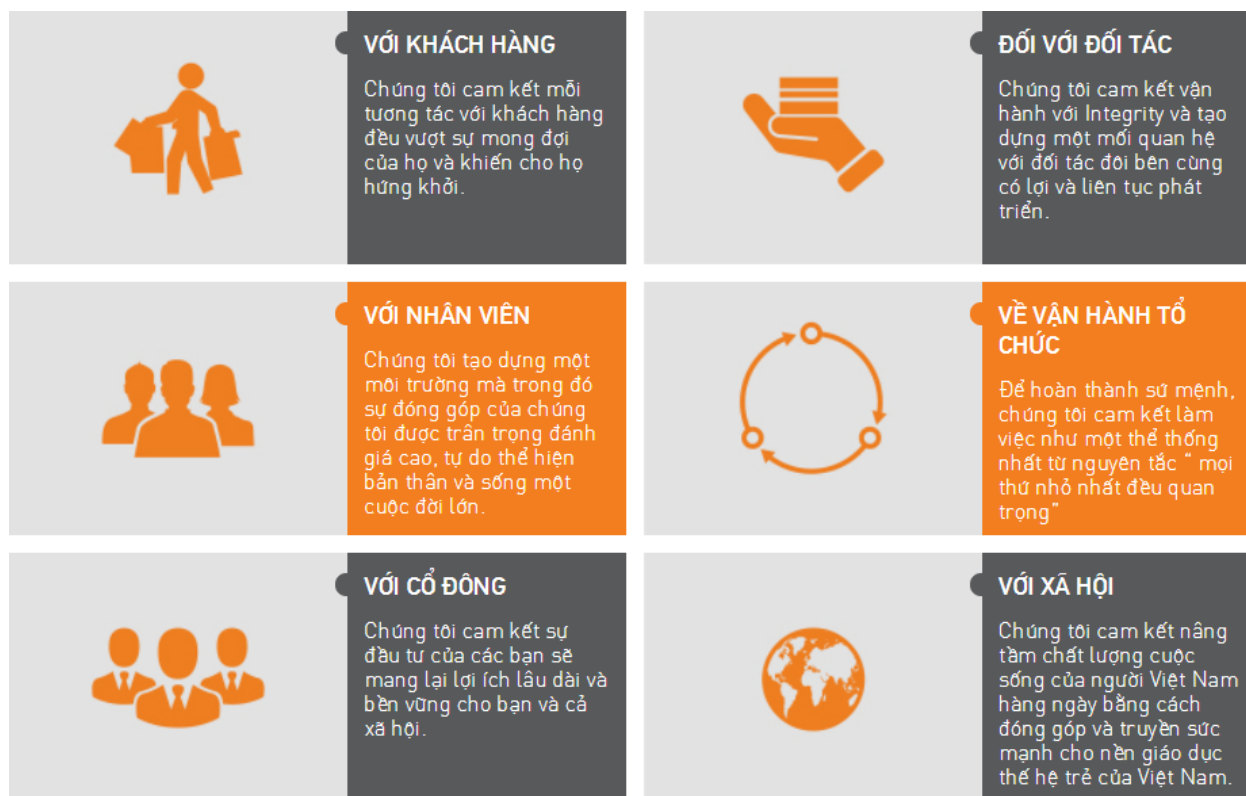 VỚI KHÁCH HÀNG
Chúng tôi cam kết mỗi
tương tác với khách hàng
đều vượt sự mong đợi
của họ và khiến cho họ
hứng khởi.
ĐỐI VỚI ĐỐI TÁC
Chúng tôi cam kết vận
hành với Integrity và tạo
dựng một mối quan hệ
với đối tác đôi bên cùng
có lợi và liên tục phát
triển.
VỚI NHÂN VIÊN
Chúng tôi tạo dựng một
môi trường mà trong đó
sự đóng góp của chúng
tôi được trân trọng đánh
giá cao, tự do thể hiện
bản thân và sống một
cuộc đời lớn.
VỀ VẬN HÀNH TỔ
CHỨC
Để hoàn thành sứ mệnh,
chúng tôi cam kết làm
việc như một thể thống
nhất từ nguyên tắc “ mọi
thứ nhỏ nhất đều quan
trọng”
VỚI CỔ ĐÔNG
Chúng tôi cam kết sự
đầu tư của các bạn sẽ
mang lại lợi ích lâu dài và
bền vững cho bạn và cả
xã hội.
VỚI XÃ HỘI
Chúng tôi cam kết nâng
tầm chất lượng cuộc
sống của người Việt Nam
hàng ngày bằng cách
đóng góp và truyền sức
mạnh cho nền giáo dục
thế hệ trẻ của Việt Nam.